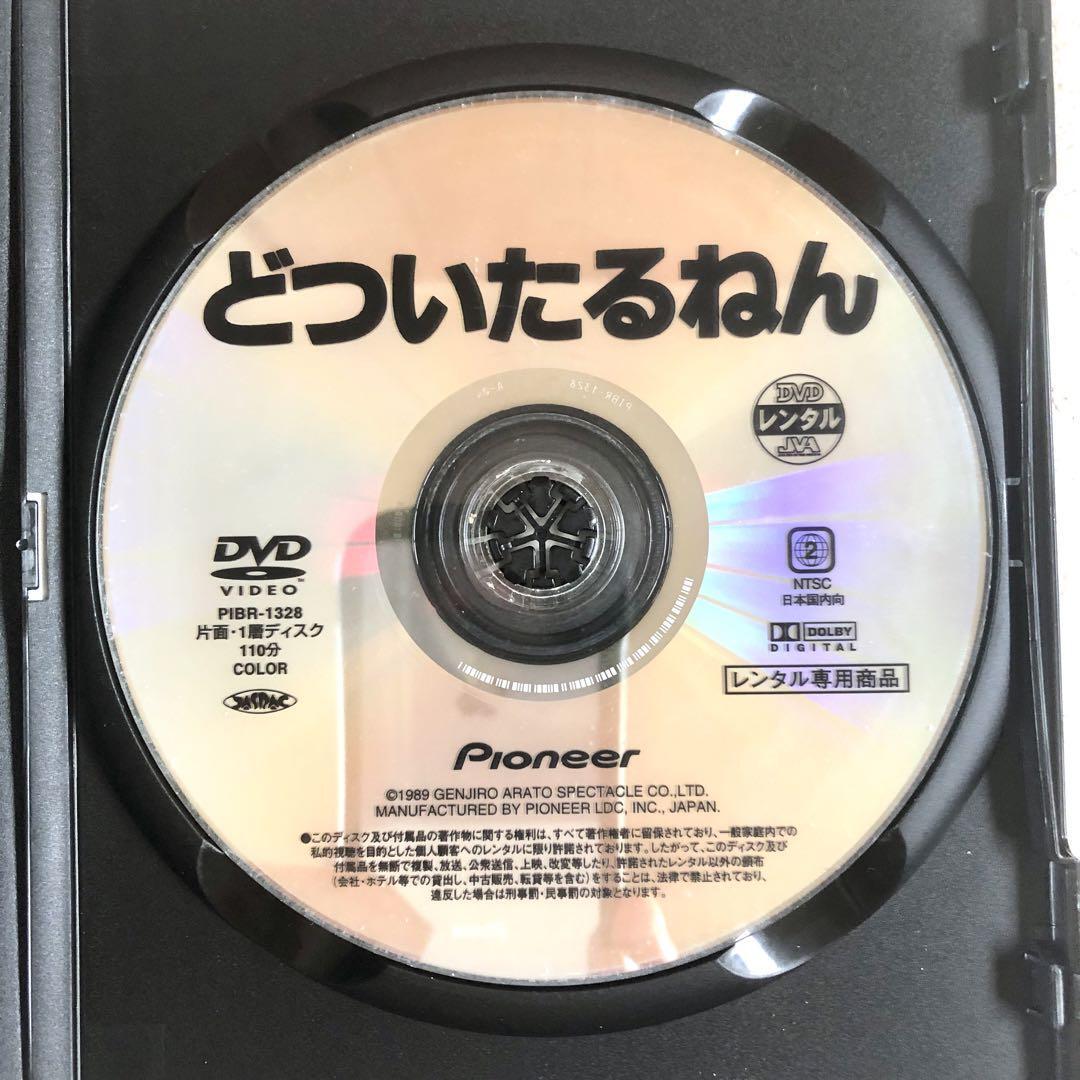 どついたるねん
PIBR-1328 A-2
DVD
レンタル
JVA
DVD
VIDEO
PIBR-1328
片面・1層ディスク
110分
COLOR
JASRAC
2
NTSC
日本国内向
DOLBY
DIGITAL
レンタル専用商品
Pioneer
©1989 GENJIRO ARATO SPECTACLE CO.,LTD.
MANUFACTURED BY PIONEER LDC, INC., JAPAN.
●このディスク及び付属品の著作物に関する権利は、すべて著作権者に留保されており、一般家庭内での
私的視聴を目的とした個人顧客へのレンタルに限り許諾されております。したがって、このディスク及び
付属品を無断で複製、放送、公衆送信、上映、改変等したり、許諾されたレンタル以外の頒布
(会社・ホテル等での貸出し、中古販売、転貸等を含む)をすることは、法律で禁止されており、
違反した場合は刑事罰・民事罰の対象となります。